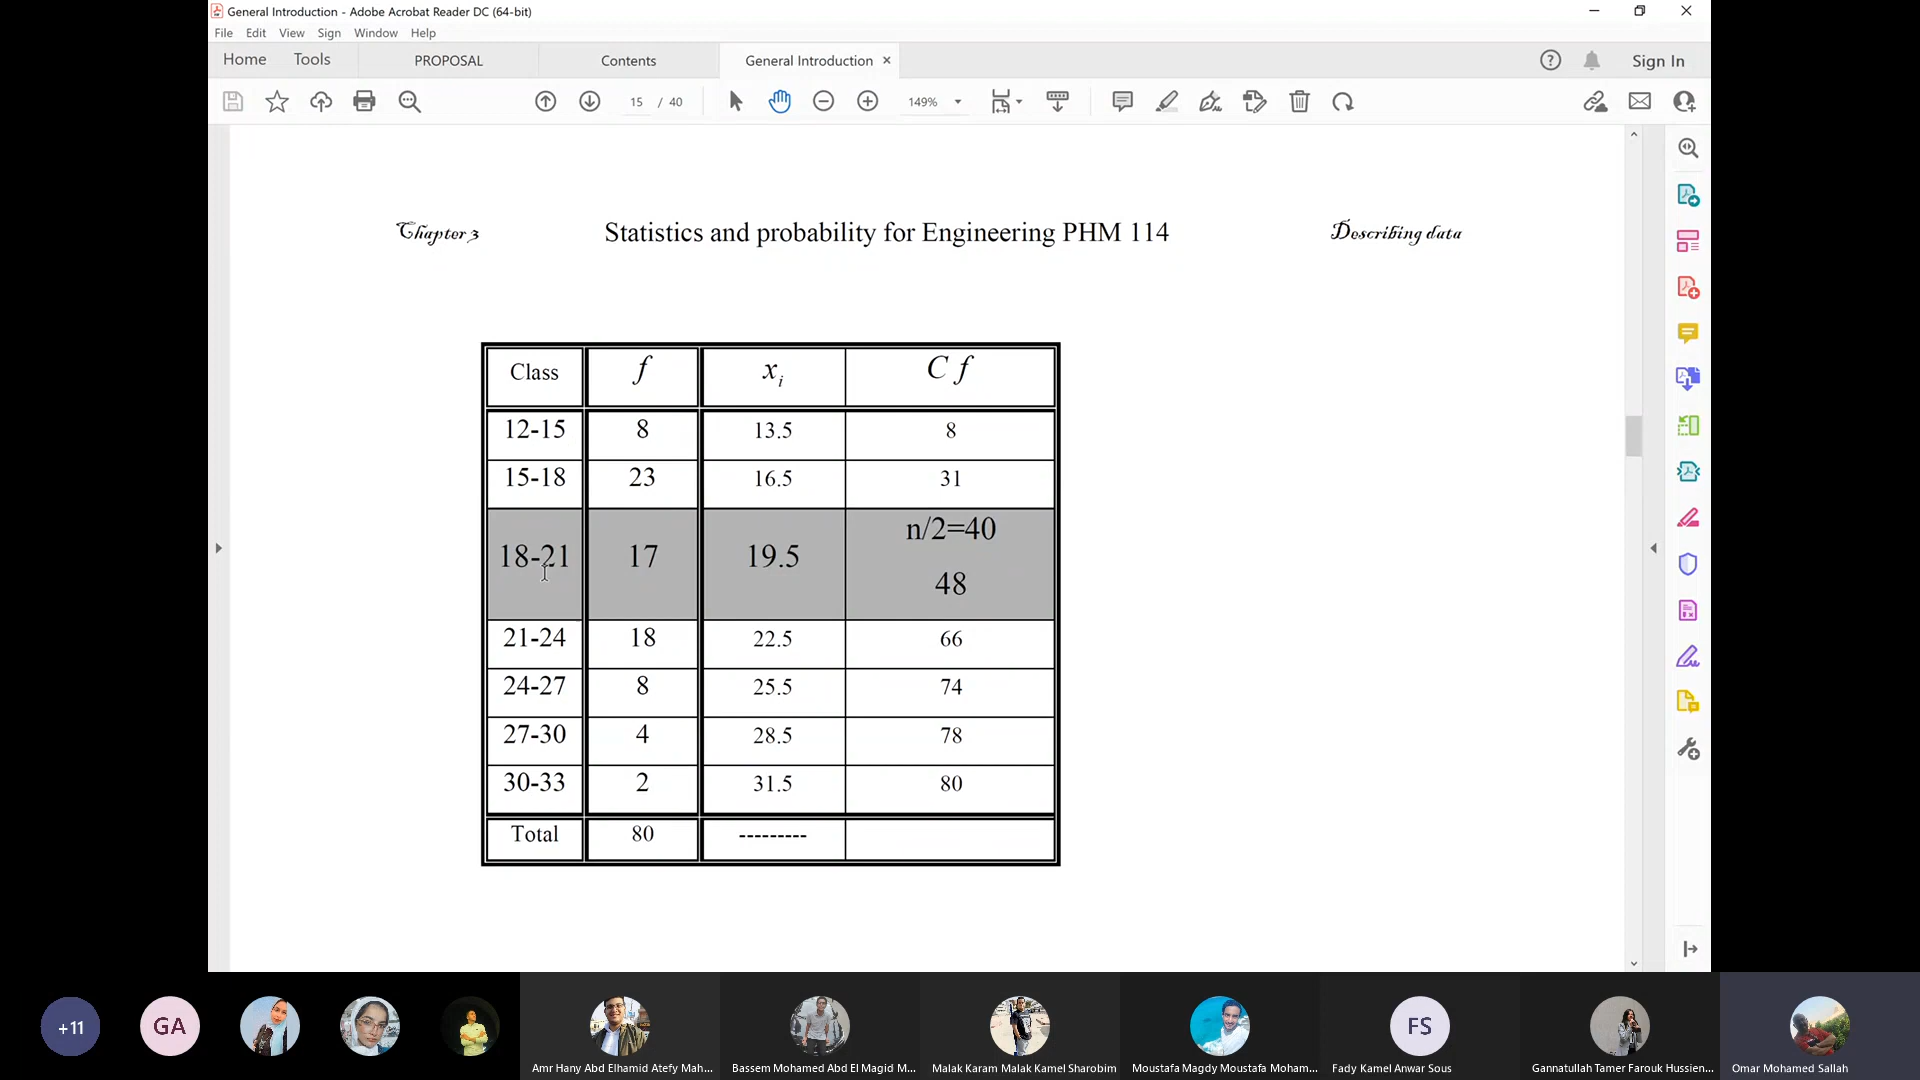 General Introduction - Adobe Acrobat Reader DC (64-bit)
File Edit View Sign Window Help
Home Tools PROPOSAL Contents General Introduction × Sign In
15 / 40 149%
Chapter 3 Statistics and probability for Engineering PHM 114 Describing data
Class f xi C f
12-15 8 13.5 8
15-18 23 16.5 31
n/2=40
18-21 17 19.5
48
21-24 18 22.5 66
24-27 8 25.5 74
27-30 4 28.5 78
30-33 2 31.5 80
Total 80 ---------
+11 GA FS
Amr Hany Abd Elhamid Atefy Mah... Bassem Mohamed Abd El Magid M... Malak Karam Malak Kamel Sharobim Moustafa Magdy Moustafa Moham... Fady Kamel Anwar Sous Gannatullah Tamer Farouk Hussien... Omar Mohamed Sallah